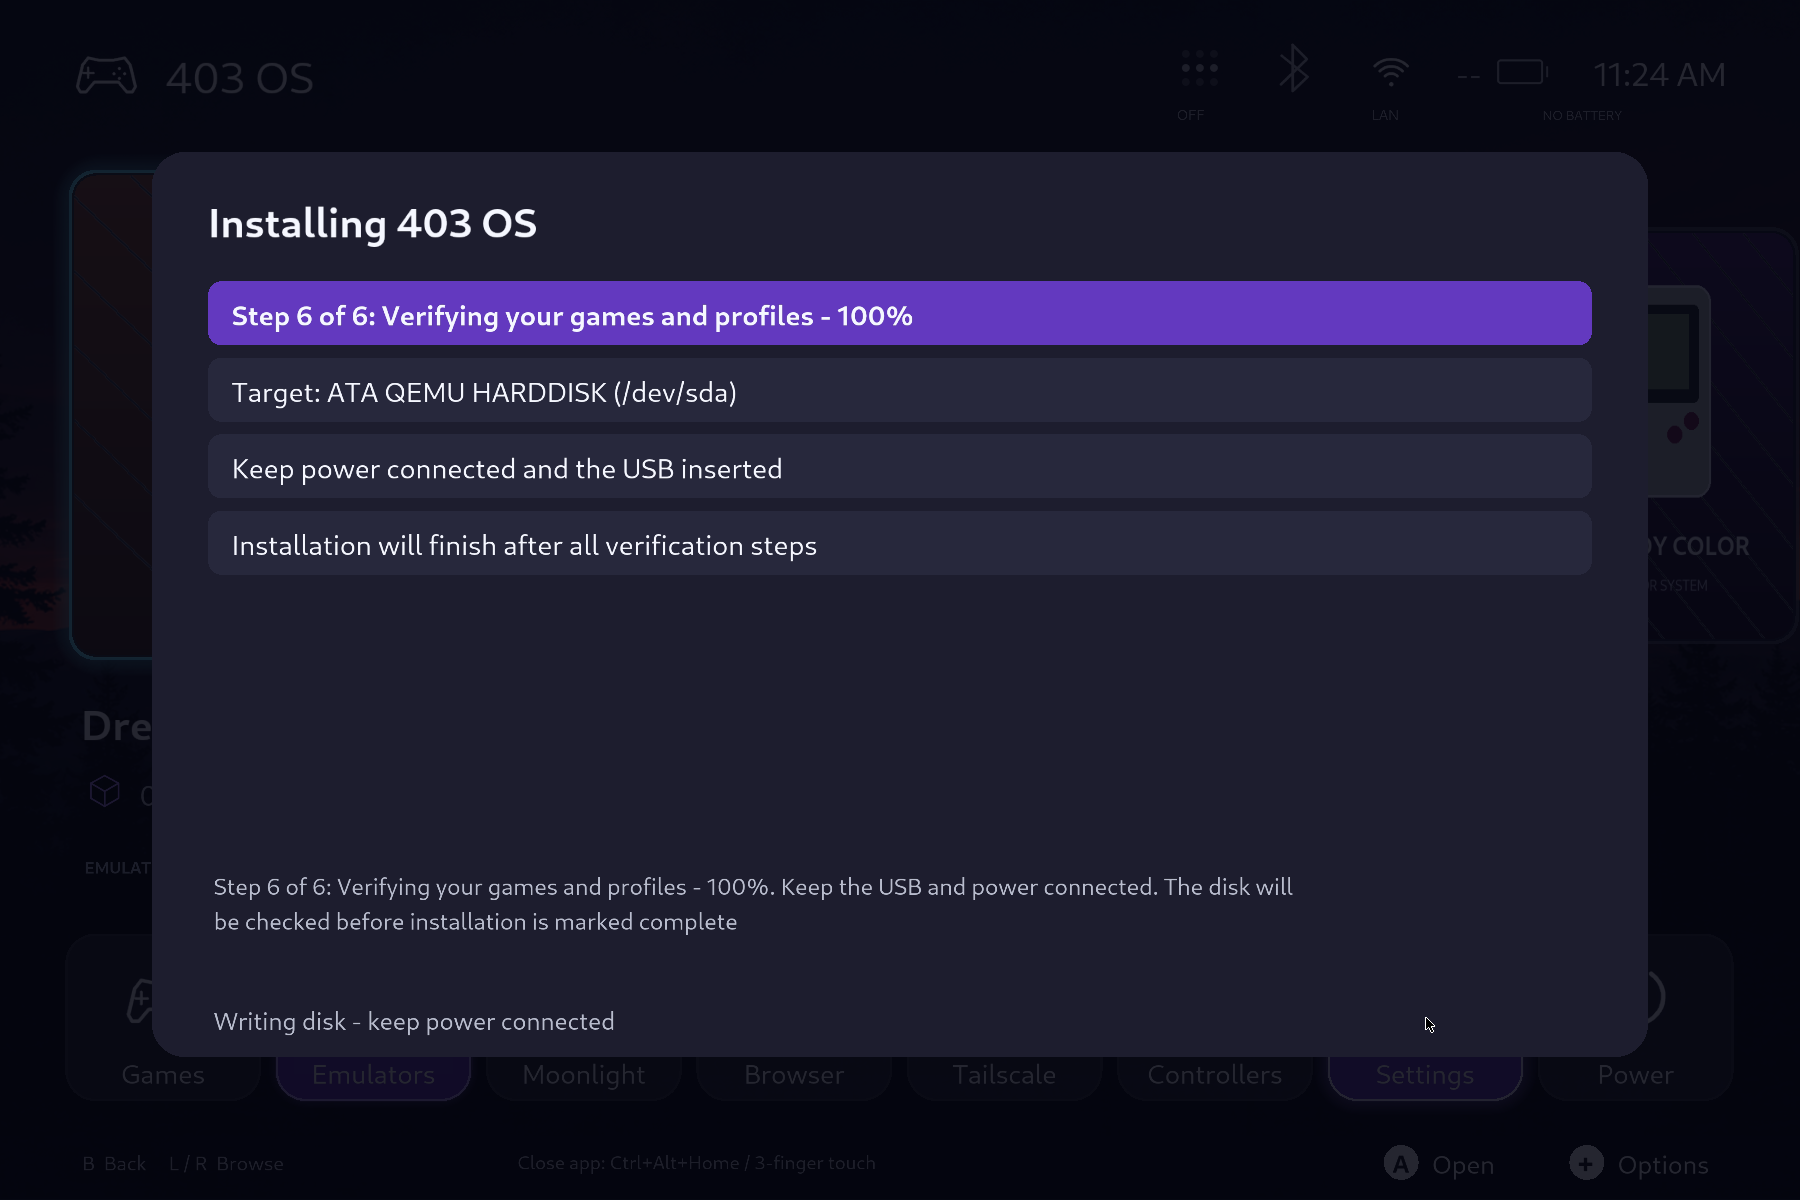 403 OS
OFF
LAN
--
NO BATTERY
11:24 AM
Installing 403 OS
Step 6 of 6: Verifying your games and profiles - 100%
Target: ATA QEMU HARDDISK (/dev/sda)
Keep power connected and the USB inserted
Installation will finish after all verification steps
Y COLOR
R SYSTEM
Dre
EMULAT
Step 6 of 6: Verifying your games and profiles - 100%. Keep the USB and power connected. The disk will
be checked before installation is marked complete
Writing disk - keep power connected
Games
Emulators
Moonlight
Browser
Tailscale
Controllers
Settings
Power
B Back L / R Browse
Close app: Ctrl+Alt+Home / 3-finger touch
A Open
+ Options